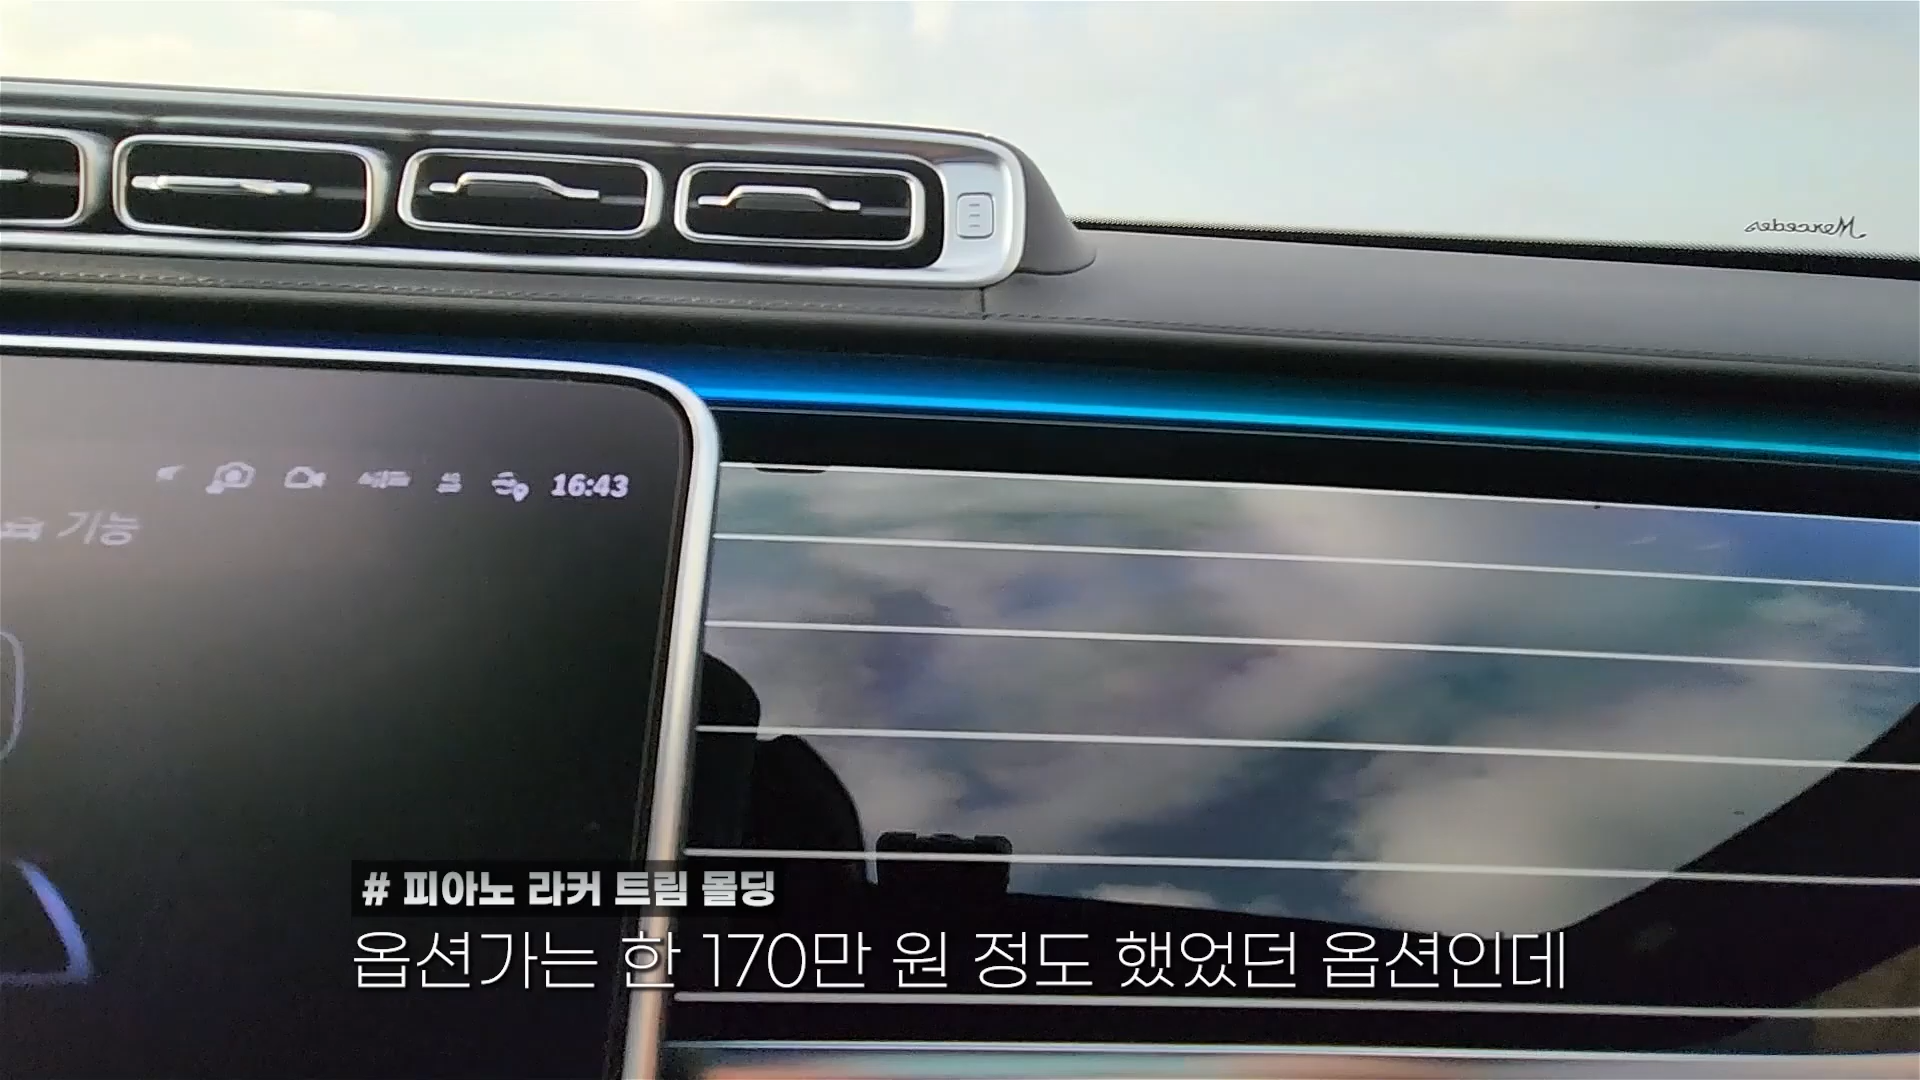 Mercedes
16:43
기능
# 피아노 라커 트림 몰딩
옵션가는 한 170만 원 정도 했었던 옵션인데